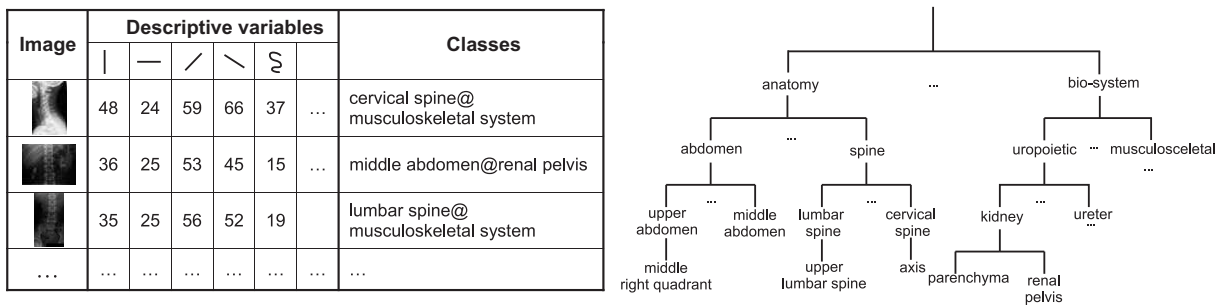 Image Descriptive variables Classes
48 24 59 66 37 ... cervical spine@
musculoskeletal system
36 25 53 45 15 ... middle abdomen@renal pelvis
35 25 56 52 19 lumbar spine@
musculoskeletal system
... ... ... ... ... ... ... ...
anatomy ... bio-system
abdomen ... spine uropoietic ... musculosceletal
...
upper
abdomen ... middle
abdomen lumbar
spine ... cervical
spine kidney ... ureter
...
middle
right quadrant upper
lumbar spine axis parenchyma renal
pelvis